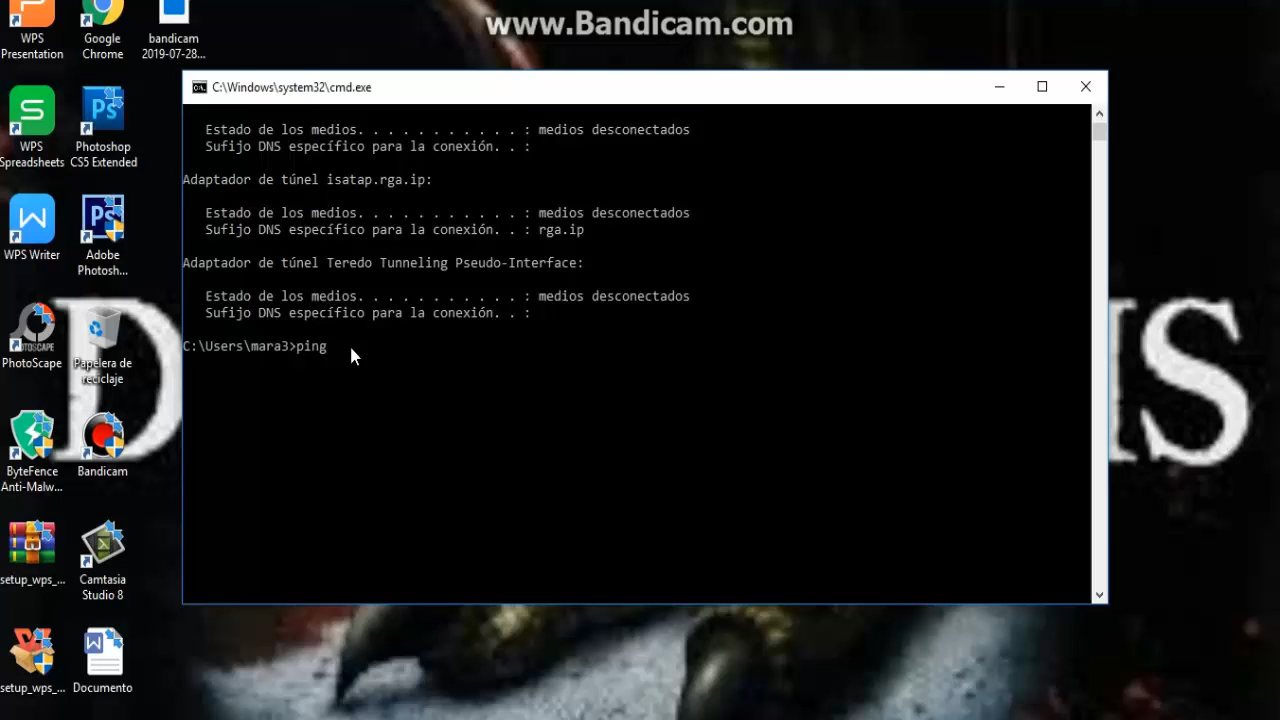 www.Bandicam.com
WPS
Presentation
Google
Chrome
bandicam
2019-07-28...
C:\Windows\system32\cmd.exe
Estado de los medios. . . . . . . . . . . : medios desconectados
Sufijo DNS específico para la conexión. . :
Adaptador de túnel isatap.rga.ip:
Estado de los medios. . . . . . . . . . . : medios desconectados
Sufijo DNS específico para la conexión. . : rga.ip
Adaptador de túnel Teredo Tunneling Pseudo-Interface:
Estado de los medios. . . . . . . . . . . : medios desconectados
Sufijo DNS específico para la conexión. . :
C:\Users\mara3>ping
S
WPS
Spreadsheets
Ps
Photoshop
CS5 Extended
W
WPS Writer
Ps
Adobe
Photosh...
PHOTOSCAPE
PhotoScape
Papelera de
reciclaje
D
IS
ByteFence
Anti-Malw...
Bandicam
setup_wps_...
Camtasia
Studio 8
setup_wps_...
W
Documento